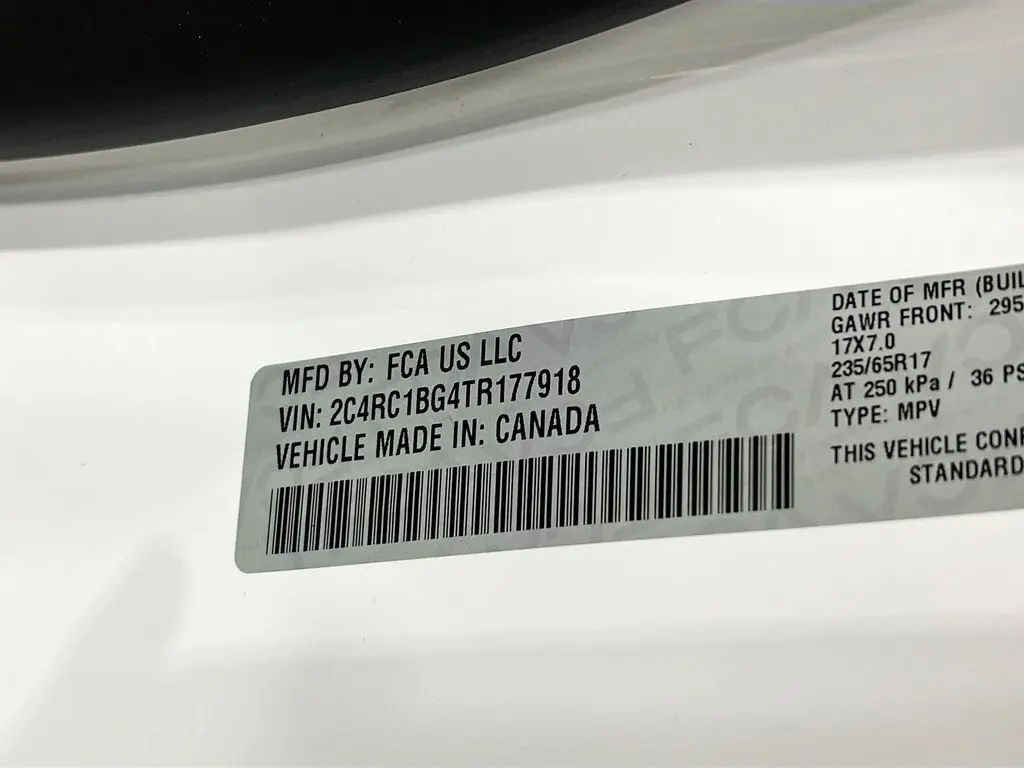 MFD BY: FCA US LLC
VIN: 2C4RC1BG4TR177918
VEHICLE MADE IN: CANADA
DATE OF MFR (BUIL
GAWR FRONT: 295
17X7.0
235/65R17
AT 250 kPa / 36 PS
TYPE: MPV
THIS VEHICLE CONF
STANDARD